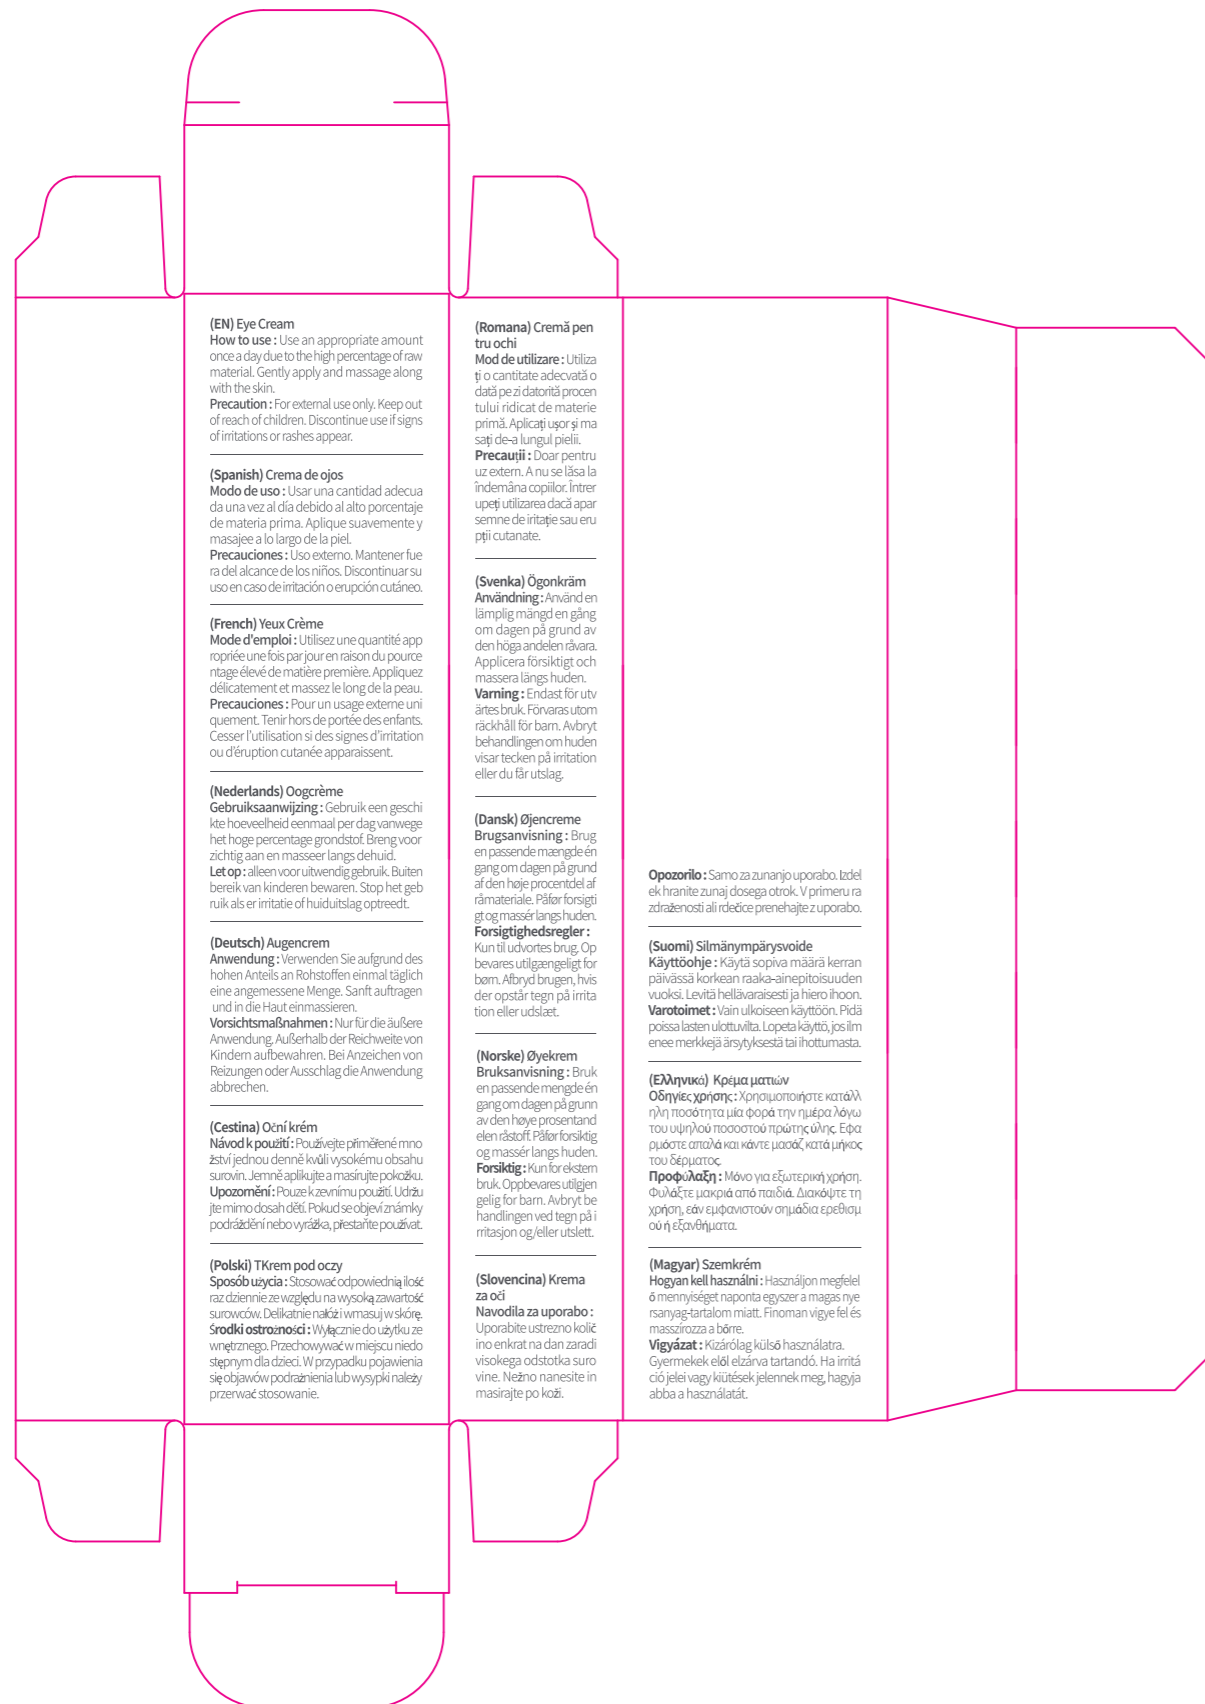 (EN) Eye Cream
How to use : Use an appropriate amount
once a day due to the high percentage of raw
material. Gently apply and massage along
with the skin.
Precaution : For external use only. Keep out
of reach of children. Discontinue use if signs
of irritations or rashes appear.
(Spanish) Crema de ojos
Modo de uso : Usar una cantidad adecua
da una vez al día debido al alto porcentaje
de materia prima. Aplique suavemente y
masajee a lo largo de la piel.
Precauciones : Uso externo. Mantener fue
ra del alcance de los niños. Discontinuar su
uso en caso de irritación o erupción cutáneo.
(French) Yeux Crème
Mode d'emploi : Utilisez une quantité app
ropriée une fois par jour en raison du pource
ntage élevé de matière première. Appliquez
délicatement et massez le long de la peau.
Precauciones : Pour un usage externe uni
quement. Tenir hors de portée des enfants.
Cesser l'utilisation si des signes d'irritation
ou d'éruption cutanée apparaissent.
(Nederlands) Oogcrème
Gebruiksaanwijzing : Gebruik een geschi
kte hoeveelheid eenmaal per dag vanwege
het hoge percentage grondstof. Breng voor
zichtig aan en masseer langs dehuid.
Let op : alleen voor uitwendig gebruik. Buiten
bereik van kinderen bewaren. Stop het geb
ruik als er irritatie of huiduitslag optreedt.
(Deutsch) Augencrem
Anwendung : Verwenden Sie aufgrund des
hohen Anteils an Rohstoffen einmal täglich
eine angemessene Menge. Sanft auftragen
und in die Haut einmassieren.
Vorsichtsmaßnahmen : Nur für die äußere
Anwendung. Außerhalb der Reichweite von
Kindern aufbewahren. Bei Anzeichen von
Reizungen oder Ausschlag die Anwendung
abbrechen.
(Cestina) Oční krém
Návod k použití : Používejte přiměřené mno
žství jednou denně kvůli vysokému obsahu
surovin. Jemně aplikujte a masírujte pokožku.
Upozornění : Pouze k zevnímu použití. Udržu
jte mimo dosah dětí. Pokud se objeví známky
podráždění nebo vyrážka, přestaňte používat.
(Polski) TKrem pod oczy
Sposób użycia : Stosować odpowiednią ilość
raz dziennie ze względu na wysoką zawartość
surowców. Delikatnie nałóż i wmasuj w skórę.
Środki ostrożności : Wyłącznie do użytku ze
wnętrznego. Przechowywać w miejscu niedo
stępnym dla dzieci. W przypadku pojawienia
się objawów podrażnienia lub wysypki należy
przerwać stosowanie.
(Romana) Cremă pen
tru ochi
Mod de utilizare : Utiliza
ți o cantitate adecvată o
dată pe zi datorită procen
tului ridicat de materie
primă. Aplicați ușor și ma
sați de-a lungul pielii.
Precauții : Doar pentru
uz extern. A nu se lăsa la
îndemâna copiilor. Întrer
upeți utilizarea dacă apar
semne de iritație sau eru
pții cutanate.
(Svenka) Ögonkräm
Användning : Använd en
lämplig mängd en gång
om dagen på grund av
den höga andelen råvara.
Applicera försiktigt och
massera längs huden.
Varning : Endast för utv
ärtes bruk. Förvaras utom
räckhåll för barn. Avbryt
behandlingen om huden
visar tecken på irritation
eller du får utslag.
(Dansk) Øjencreme
Brugsanvisning : Brug
en passende mængde én
gang om dagen på grund
af den høje procentdel af
råmateriale. Påfør forsigti
gt og massér langs huden.
Forsigtighedsregler :
Kun til udvortes brug. Op
bevares utilgængeligt for
børn. Afbryd brugen, hvis
der opstår tegn på irrita
tion eller udslæt.
(Norske) Øyekrem
Bruksanvisning : Bruk
en passende mengde én
gang om dagen på grunn
av den høye prosentand
elen råstoff. Påfør forsiktig
og massér langs huden.
Forsiktig : Kun for ekstern
bruk. Oppbevares utilgjen
gelig for barn. Avbryt be
handlingen ved tegn på i
rritasjon og/eller utslett.
(Slovencina) Krema
za oči
Navodila za uporabo :
Uporabite ustrezno količ
ino enkrat na dan zaradi
visokega odstotka suro
vine. Nežno nanesite in
masirajte po koži.
Opozorilo : Samo za zunanjo uporabo. Izdel
ek hranite zunaj dosega otrok. V primeru ra
zdraženosti ali rdečice prenehajte z uporabo.
(Suomi) Silmänympärysvoide
Käyttöohje : Käytä sopiva määrä kerran
päivässä korkean raaka-ainepitoisuuden
vuoksi. Levitä hellävaraisesti ja hiero ihoon.
Varotoimet : Vain ulkoiseen käyttöön. Pidä
poissa lasten ulottuvilta. Lopeta käyttö, jos ilm
enee merkkejä ärsytyksestä tai ihottumasta.
(Ελληνικά) Κρέμα ματιών
Οδηγίες χρήσης : Χρησιμοποιήστε κατάλλ
ηλη ποσότητα μία φορά την ημέρα λόγω
του υψηλού ποσοστού πρώτης ύλης. Εφα
ρμόστε απαλά και κάντε μασάζ κατά μήκος
του δέρματος.
Προφύλαξη : Μόνο για εξωτερική χρήση.
Φυλάξτε μακριά από παιδιά. Διακόψτε τη
χρήση, εάν εμφανιστούν σημάδια ερεθισμ
ού ή εξανθήματα.
(Magyar) Szemkrém
Hogyan kell használni : Használjon megfelel
ő mennyiséget naponta egyszer a magas nye
rsanyag-tartalom miatt. Finoman vigye fel és
masszírozza a bőrre.
Vigyázat : Kizárólag külső használatra.
Gyermekek elől elzárva tartandó. Ha irritá
ció jelei vagy kiütések jelennek meg, hagyja
abba a használatát.